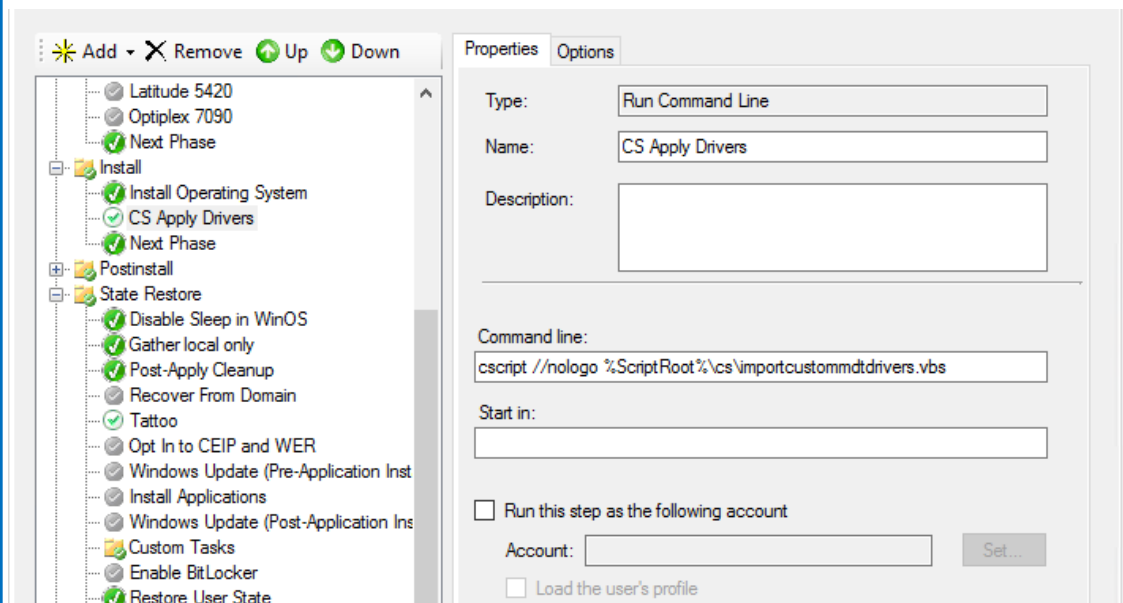 Add Remove Up Down
Latitude 5420
Optiplex 7090
Next Phase
Install
Install Operating System
CS Apply Drivers
Next Phase
Postinstall
State Restore
Disable Sleep in WinOS
Gather local only
Post-Apply Cleanup
Recover From Domain
Tattoo
Opt In to CEIP and WER
Windows Update (Pre-Application Inst
Install Applications
Windows Update (Post-Application Ins
Custom Tasks
Enable BitLocker
Restore User State
Properties Options
Type: Run Command Line
Name: CS Apply Drivers
Description:
Command line:
cscript //nologo %ScriptRoot%\cs\importcustommdtdrivers.vbs
Start in:
Run this step as the following account
Account: Set...
Load the user's profile